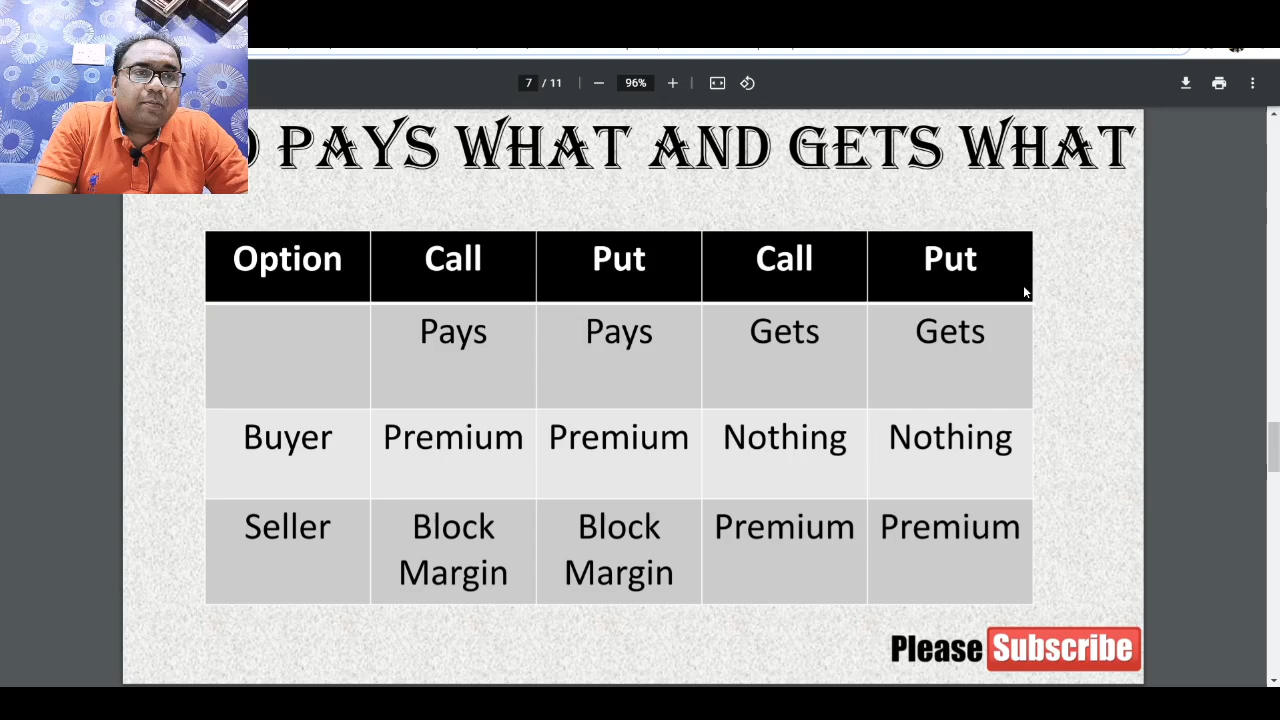 7 / 11
96%
PAYS WHAT AND GETS WHAT
Option Call Put Call Put
Pays Pays Gets Gets
Buyer Premium Premium Nothing Nothing
Seller Block Margin Block Margin Premium Premium
Please Subscribe